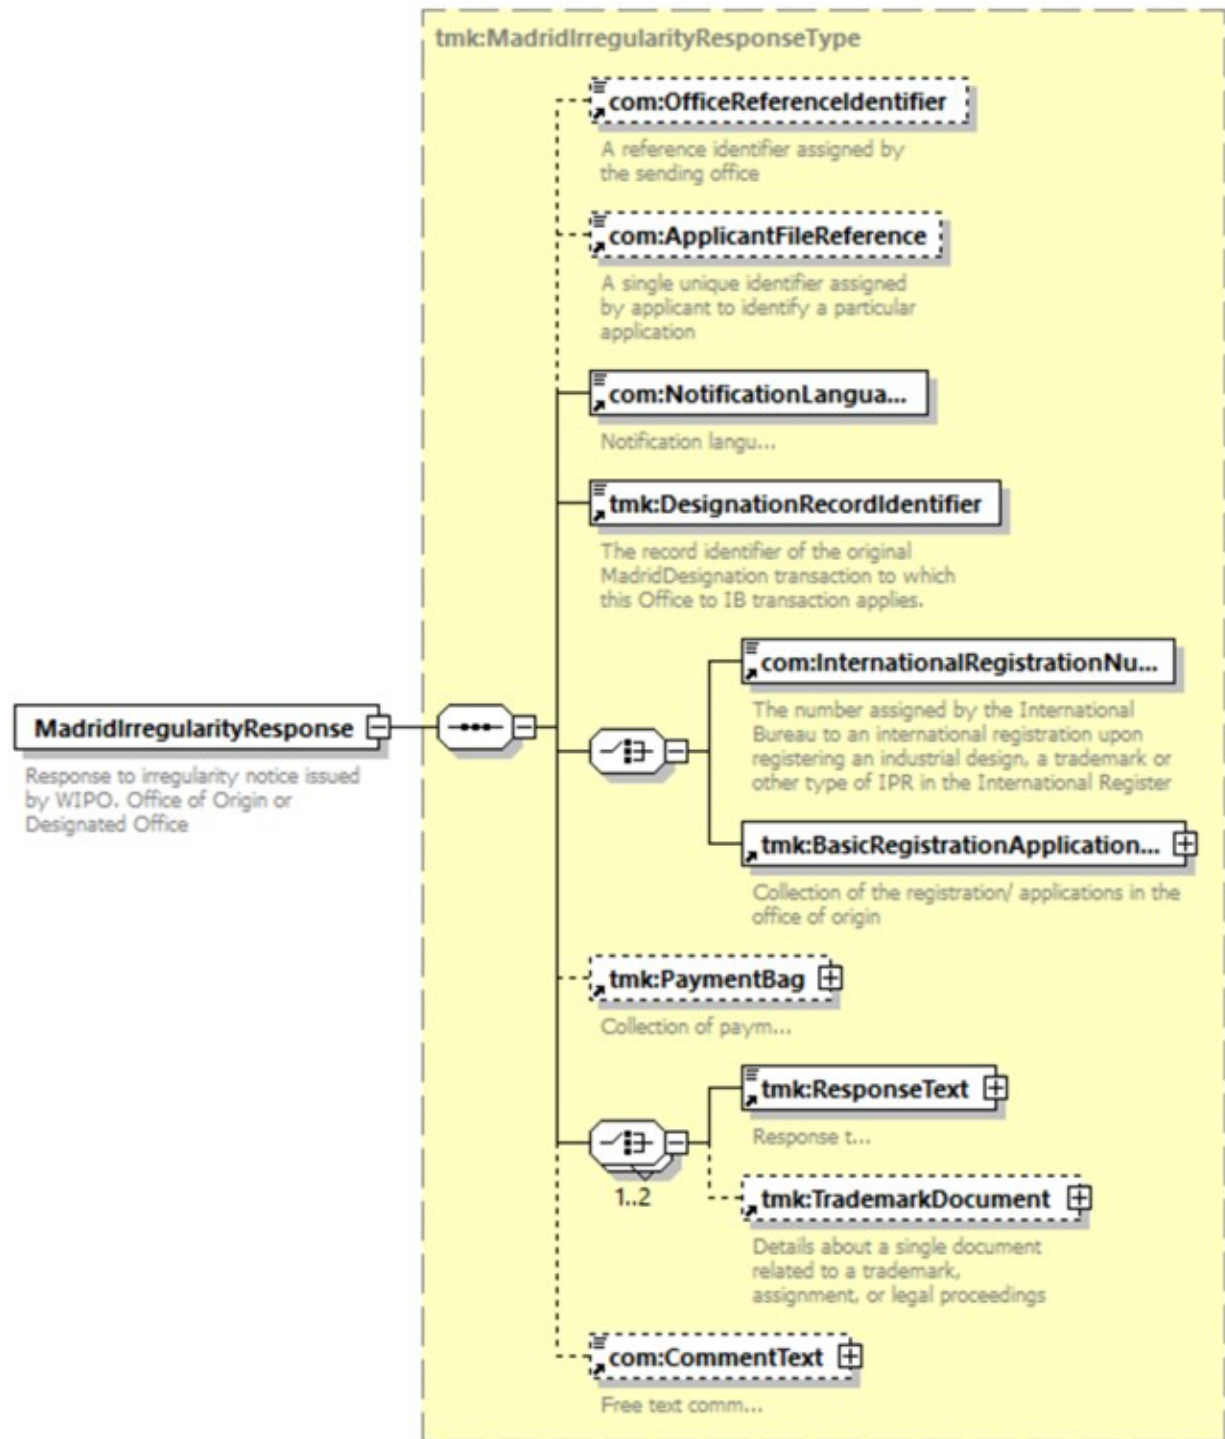 tmk:MadridIrregularityResponseType
com:OfficeReferenceIdentifier
A reference identifier assigned by
the sending office
com:ApplicantFileReference
A single unique identifier assigned
by applicant to identify a particular
application
com:NotificationLangua...
Notification langu...
tmk:DesignationRecordIdentifier
The record identifier of the original
MadridDesignation transaction to which
this Office to IB transaction applies.
com:InternationalRegistrationNu...
The number assigned by the International
Bureau to an international registration upon
registering an industrial design, a trademark or
other type of IPR in the International Register
MadridIrregularityResponse
Response to irregularity notice issued
by WIPO. Office of Origin or
Designated Office
tmk:BasicRegistrationApplication...
Collection of the registration/ applications in the
office of origin
tmk:PaymentBag
Collection of paym...
tmk:ResponseText
Response t...
1..2
tmk:TrademarkDocument
Details about a single document
related to a trademark,
assignment, or legal proceedings
com:CommentText
Free text comm...